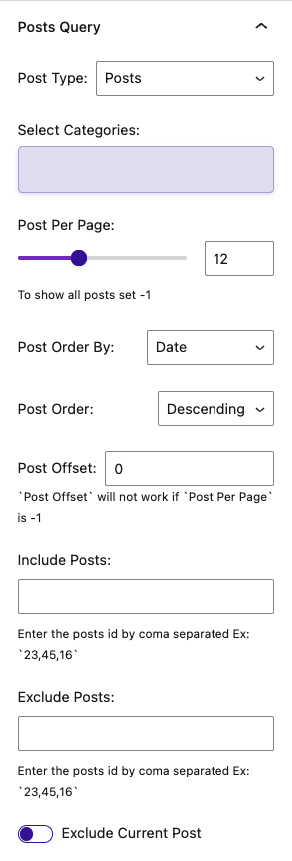 Posts Query
Post Type: Posts
Select Categories:
Post Per Page:
12
To show all posts set -1
Post Order By: Date
Post Order: Descending
Post Offset: 0
`Post Offset` will not work if `Post Per Page`
is -1
Include Posts:
Enter the posts id by coma separated Ex:
`23,45,16`
Exclude Posts:
Enter the posts id by coma separated Ex:
`23,45,16`
Exclude Current Post